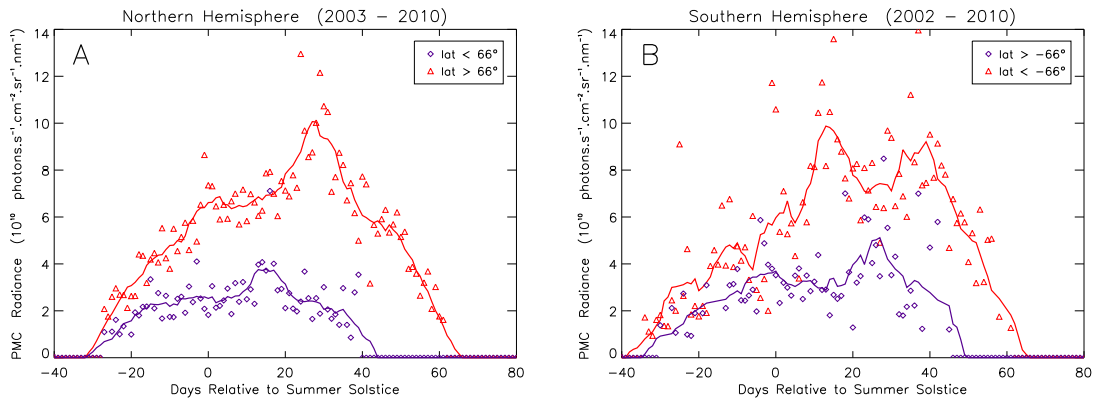 Northern Hemisphere (2003 – 2010)
A
lat < 66°
lat > 66°
PMC Radiance (10¹⁰ photons.s⁻¹.cm⁻².sr⁻¹.nm⁻¹)
14
12
10
8
6
4
2
0
−40 −20 0 20 40 60 80
Days Relative to Summer Solstice
Southern Hemisphere (2002 – 2010)
B
lat > −66°
lat < −66°
PMC Radiance (10¹⁰ photons.s⁻¹.cm⁻².sr⁻¹.nm⁻¹)
14
12
10
8
6
4
2
0
−40 −20 0 20 40 60 80
Days Relative to Summer Solstice